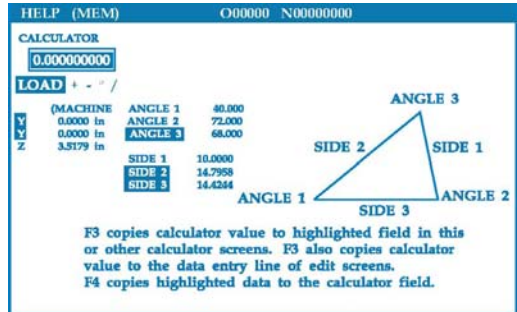 HELP (MEM) O00000 N00000000
CALCULATOR
0.000000000
LOAD + - * /
(MACHINE ANGLE 1 40.000
Y 0.0000 in ANGLE 2 72.000
Y 0.0000 in ANGLE 3 68.000
Z 3.5179 in
SIDE 1 10.0000
SIDE 2 14.7958
SIDE 3 14.4244
ANGLE 3
SIDE 2 SIDE 1
ANGLE 1 ANGLE 2
SIDE 3
F3 copies calculator value to highlighted field in this
or other calculator screens. F3 also copies calculator
value to the data entry line of edit screens.
F4 copies highlighted data to the calculator field.